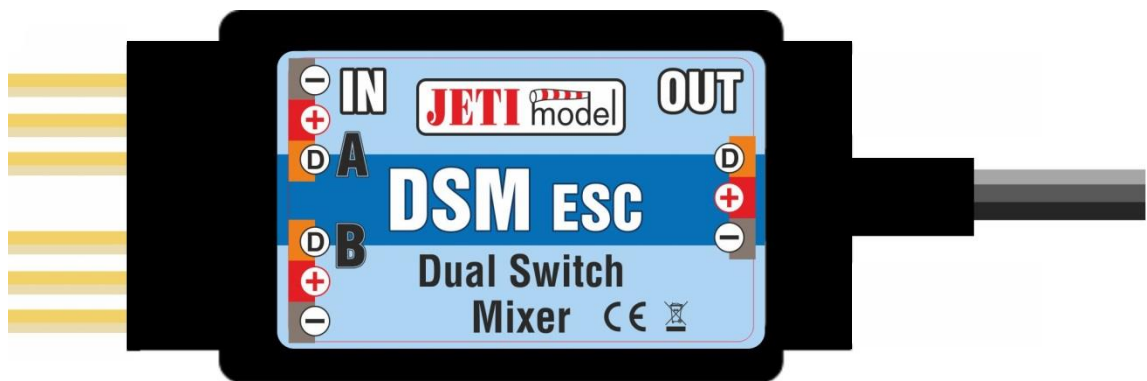 −
IN
JETI model
OUT
+
D
A
D
DSM ESC
+
D
B
−
+
Dual Switch
−
Mixer CE